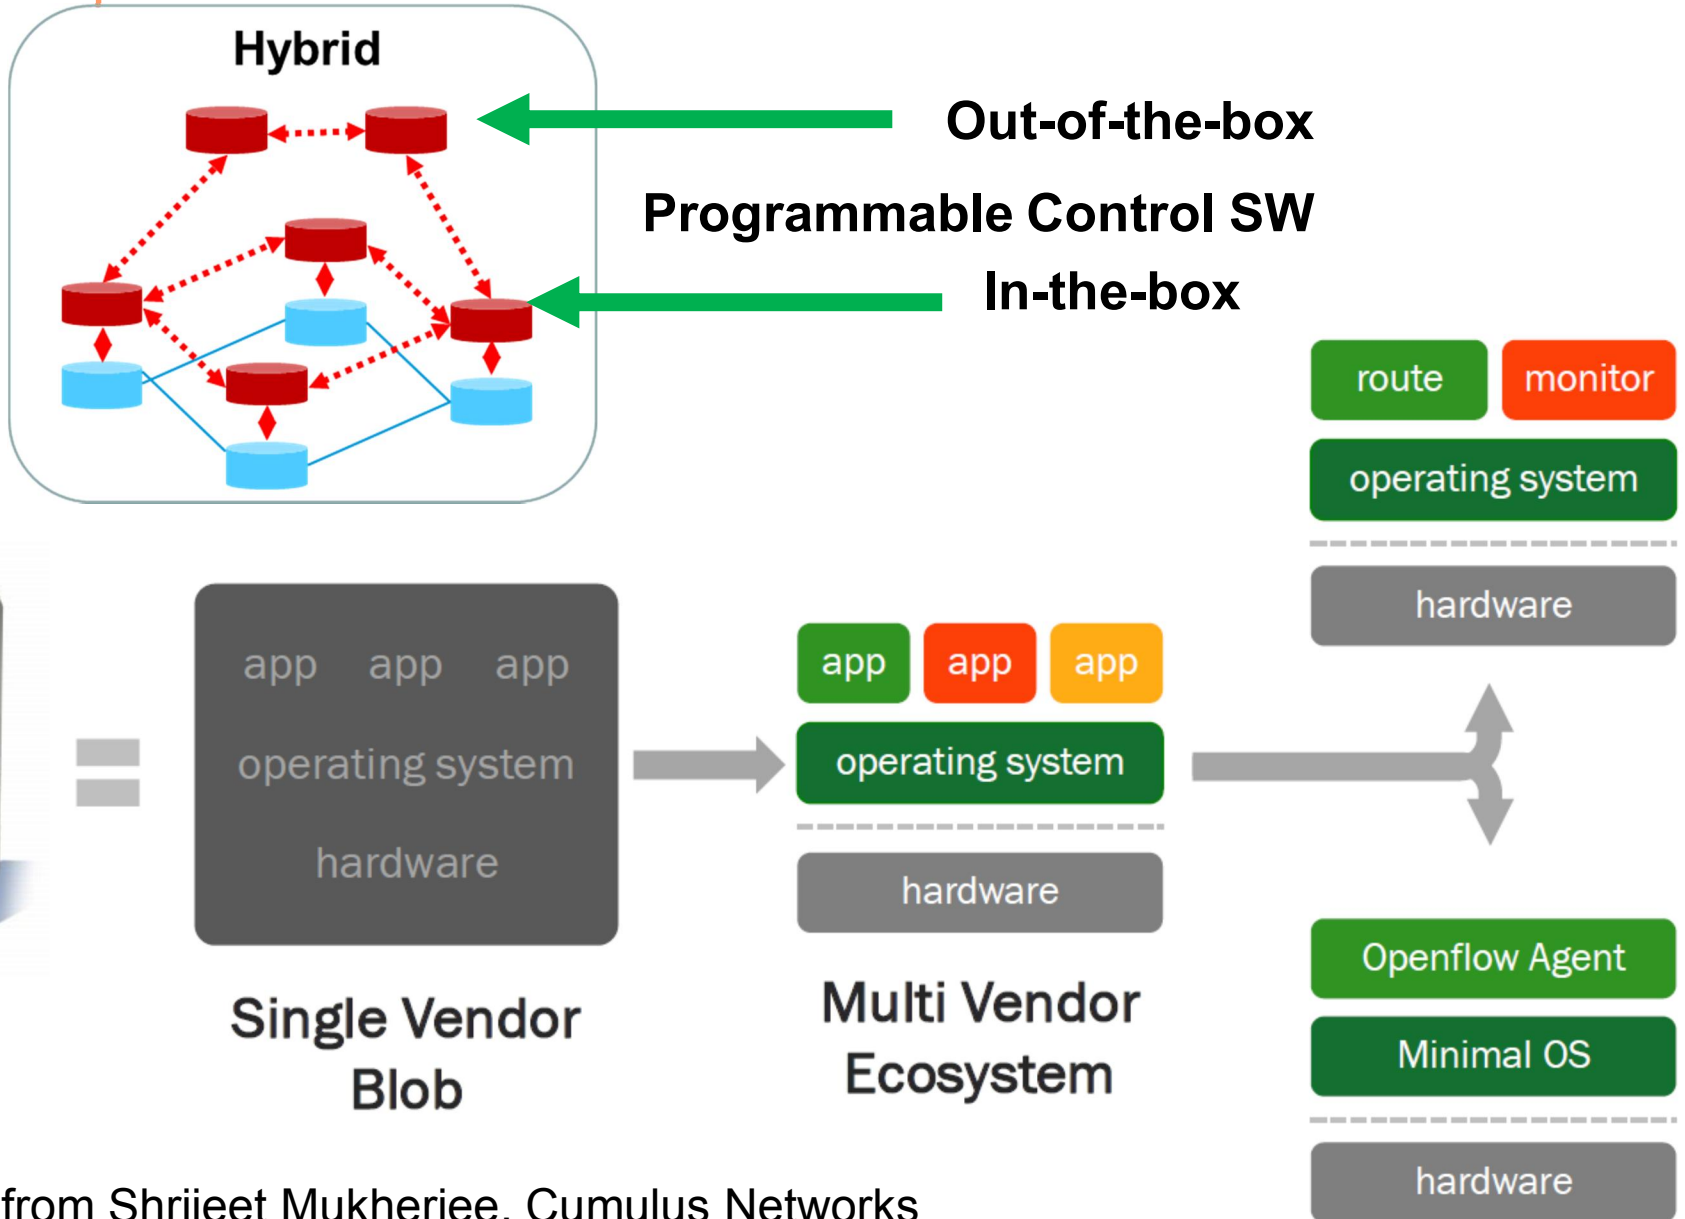 Hybrid
Out-of-the-box
Programmable Control SW
In-the-box
route monitor
operating system
hardware
app app app
operating system
hardware
Single Vendor
Blob
app app app
operating system
hardware
Multi Vendor
Ecosystem
Openflow Agent
Minimal OS
hardware
from Shrijeet Mukherjee, Cumulus Networks